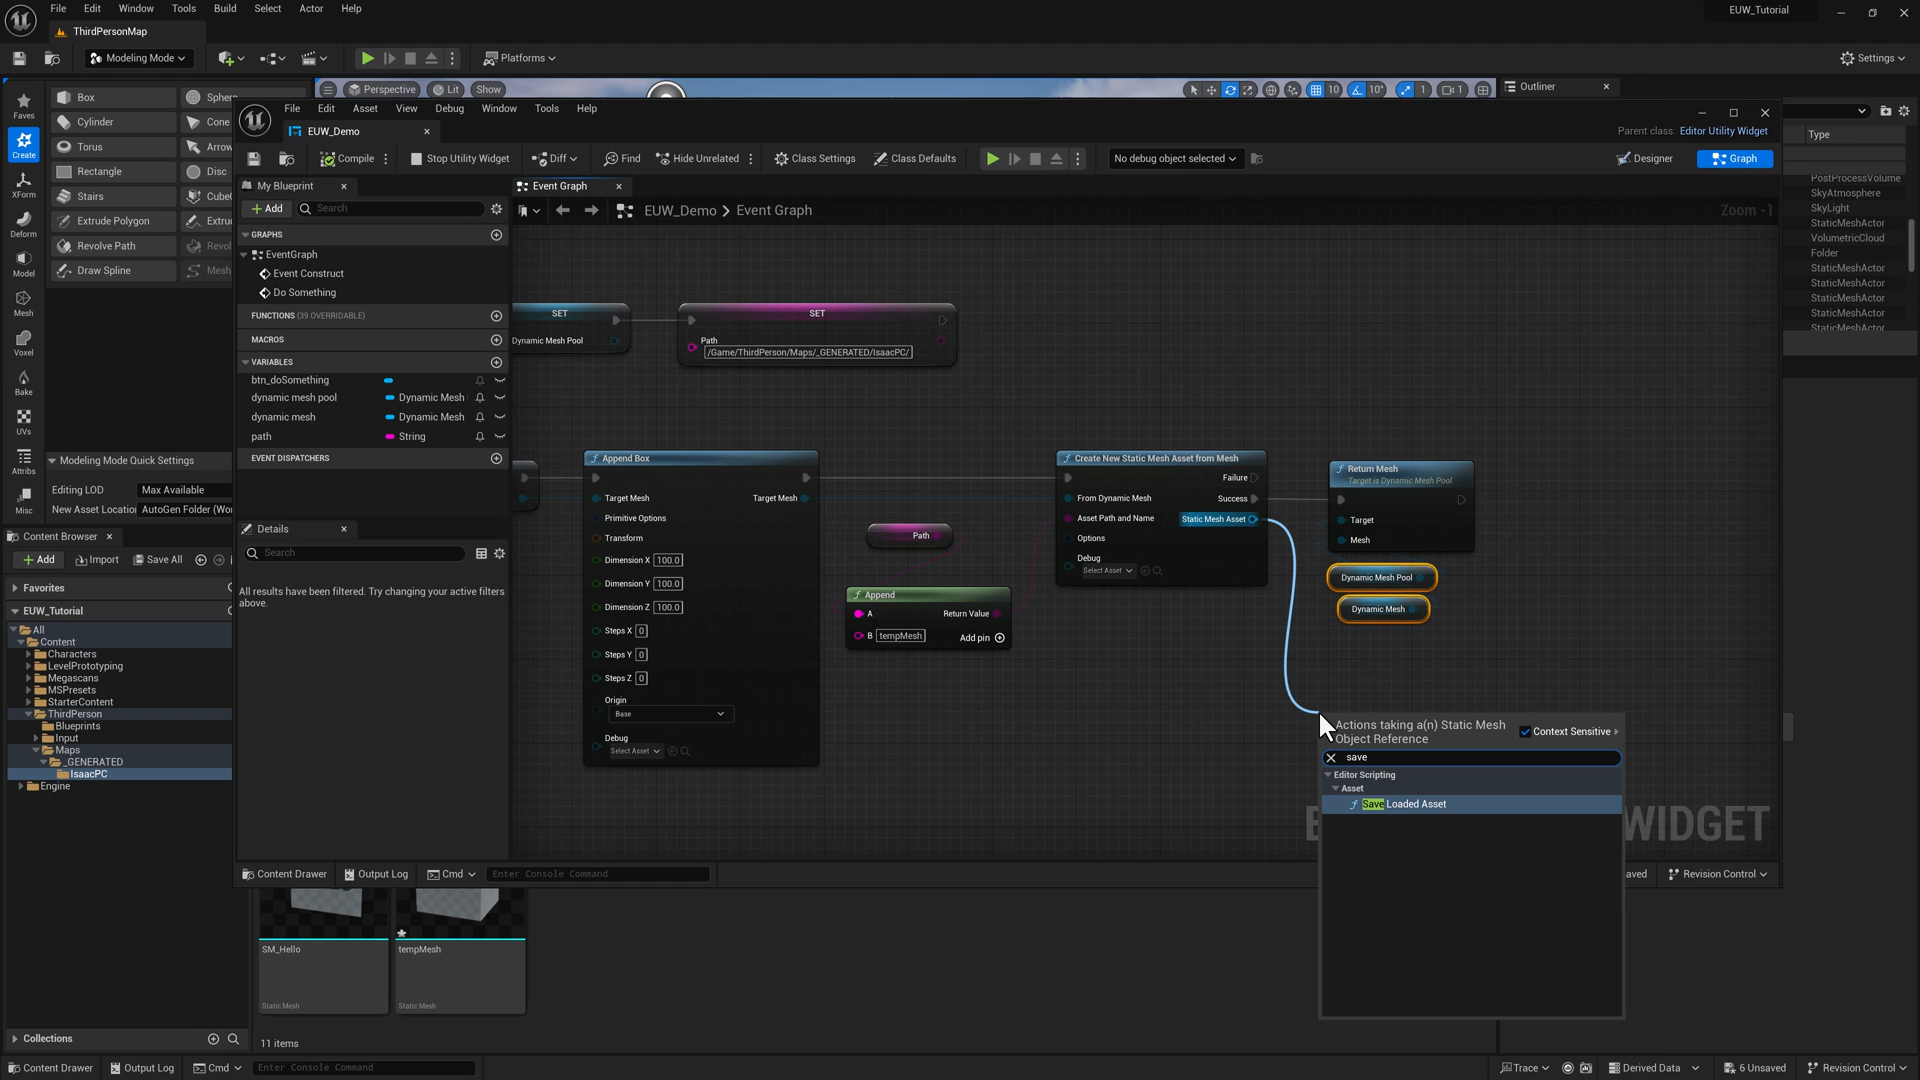 File
Edit
Window
Tools
Build
Select
Actor
Help
EUW_Tutorial
ThirdPersonMap
Modeling Mode
Platforms
Settings
Faves
Create
XForm
Deform
Model
Mesh
Voxel
Bake
UVs
Attribs
Misc
Box
Sphere
Cylinder
Cone
Torus
Arrow
Rectangle
Disc
Stairs
Extrude Polygon
Revolve Path
Draw Spline
Mesh
Modeling Mode Quick Settings
Editing LOD
Max Available
New Asset Location
Perspective
Lit
Show
10
10°
1
1
Outliner
Type
PostProcessVolume
SkyAtmosphere
SkyLight
StaticMeshActor
VolumetricCloud
Folder
StaticMeshActor
StaticMeshActor
StaticMeshActor
StaticMeshActor
StaticMeshActor
File
Edit
Asset
View
Debug
Window
Tools
Help
EUW_Demo
Parent class: Editor Utility Widget
Compile
Stop Utility Widget
Diff
Find
Hide Unrelated
Class Settings
Class Defaults
No debug object selected
Designer
Graph
My Blueprint
Add
Search
GRAPHS
EventGraph
Event Construct
Do Something
FUNCTIONS (39 OVERRIDABLE)
MACROS
VARIABLES
btn_doSomething
dynamic mesh pool
Dynamic Mesh
dynamic mesh
Dynamic Mesh
path
String
EVENT DISPATCHERS
Details
Search
All results have been filtered. Try changing your active filters
above.
Event Graph
EUW_Demo
Event Graph
Zoom -1
SET
Dynamic Mesh Pool
SET
Path
/Game/ThirdPerson/Maps/_GENERATED/IsaacPC/
Append Box
Target Mesh
Target Mesh
Primitive Options
Transform
Dimension X 100.0
Dimension Y 100.0
Dimension Z 100.0
Steps X 0
Steps Y 0
Steps Z 0
Origin
Base
Debug
Select Asset
Path
Append
A
Return Value
B tempMesh
Add pin
Create New Static Mesh Asset from Mesh
Failure
From Dynamic Mesh
Success
Asset Path and Name
Static Mesh Asset
Options
Debug
Select Asset
Return Mesh
Target is Dynamic Mesh Pool
Target
Mesh
Dynamic Mesh Pool
Dynamic Mesh
Actions taking a(n) Static Mesh
Object Reference
Context Sensitive
save
Editor Scripting
Asset
Save Loaded Asset
WIDGET
Content Drawer
Output Log
Cmd
Enter Console Command
Revision Control
Content Browser
Add
Import
Save All
Favorites
EUW_Tutorial
All
Content
Characters
LevelPrototyping
Megascans
MSPresets
StarterContent
ThirdPerson
Blueprints
Input
Maps
_GENERATED
IsaacPC
Engine
Collections
SM_Hello
Static Mesh
tempMesh
Static Mesh
11 items
Content Drawer
Output Log
Cmd
Enter Console Command
Trace
Derived Data
6 Unsaved
Revision Control